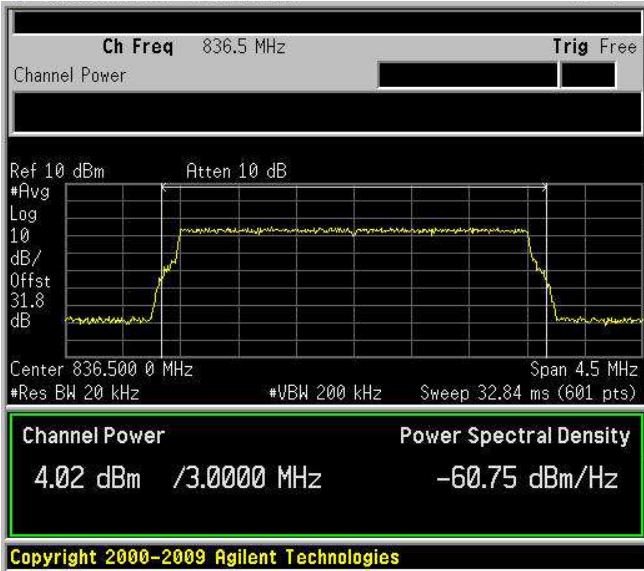 Ch Freq 836.5 MHz Trig Free
Channel Power
Ref 10 dBm Atten 10 dB
#Avg
Log
10
dB/
Offst
31.8
dB
Center 836.500 0 MHz Span 4.5 MHz
#Res BW 20 kHz #VBW 200 kHz Sweep 32.84 ms (601 pts)
Channel Power Power Spectral Density
4.02 dBm /3.0000 MHz -60.75 dBm/Hz
Copyright 2000-2009 Agilent Technologies